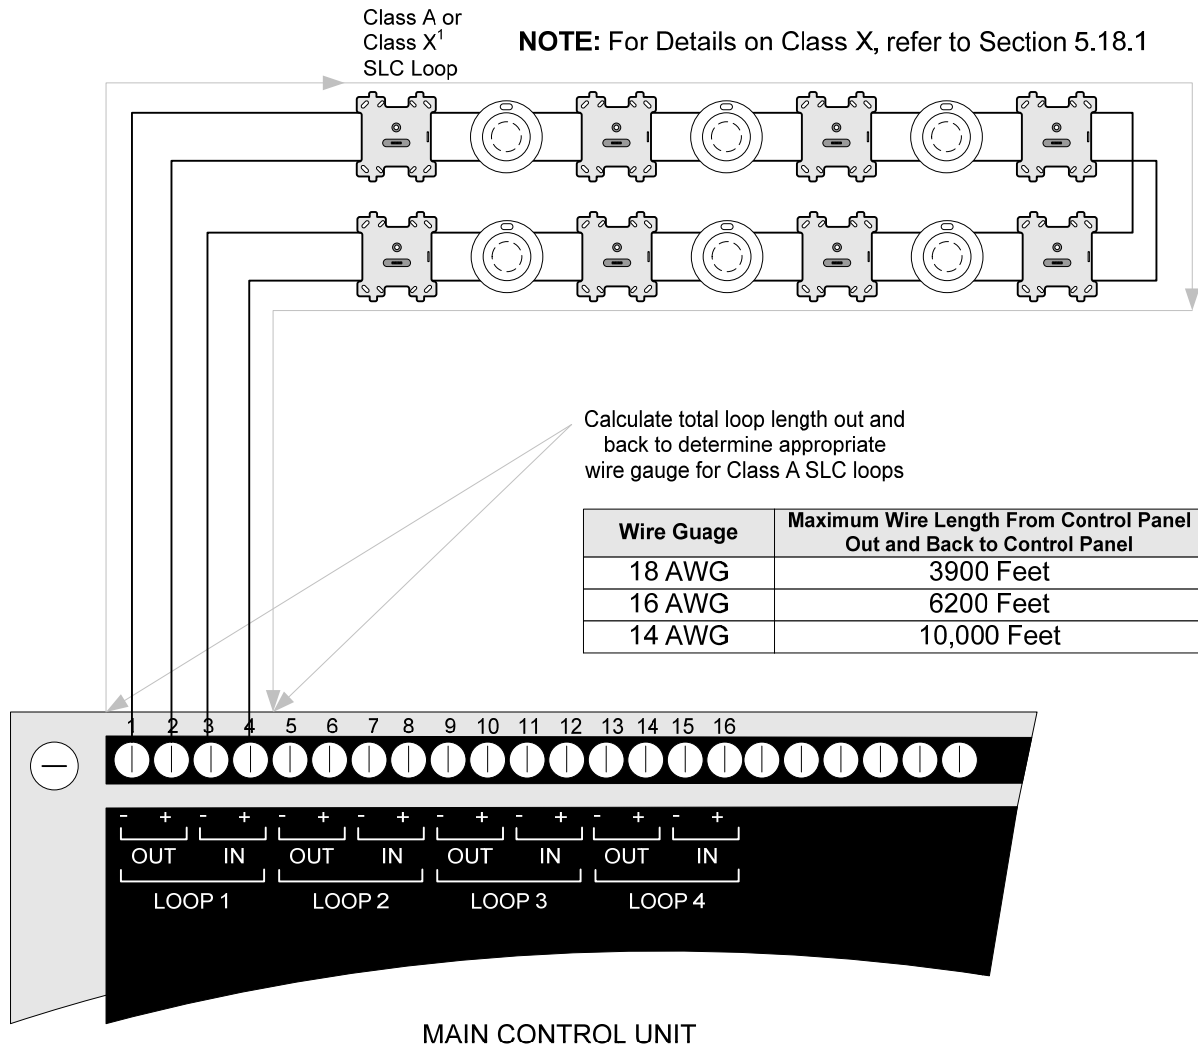 Class A or
Class X1
SLC Loop
NOTE: For Details on Class X, refer to Section 5.18.1
Calculate total loop length out and
back to determine appropriate
wire gauge for Class A SLC loops
Wire Guage
Maximum Wire Length From Control Panel
Out and Back to Control Panel
18 AWG 3900 Feet
16 AWG 6200 Feet
14 AWG 10,000 Feet
1 2 3 4 5 6 7 8 9 10 11 12 13 14 15 16
- + - + - + - + - + - + - + - +
OUT IN OUT IN OUT IN OUT IN
LOOP 1 LOOP 2 LOOP 3 LOOP 4
MAIN CONTROL UNIT